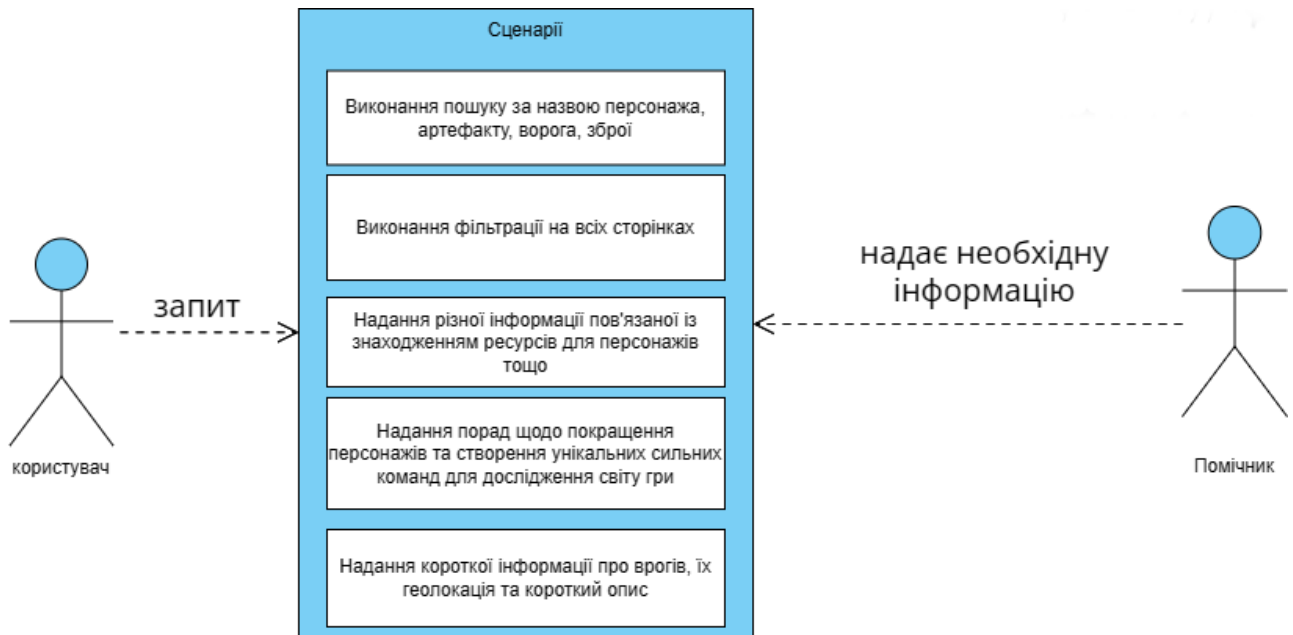 Сценарії
Виконання пошуку за назвою персонажа,
артефакту, ворога, зброї
Виконання фільтрації на всіх сторінках
запит
надає необхідну
інформацію
Надання різної інформації пов'язаної із
знаходженням ресурсів для персонажів
тощо
Надання порад щодо покращення
персонажів та створення унікальних сильних
команд для дослідження світу гри
користувач
Помічник
Надання короткої інформації про врогів, їх
геолокація та короткий опис